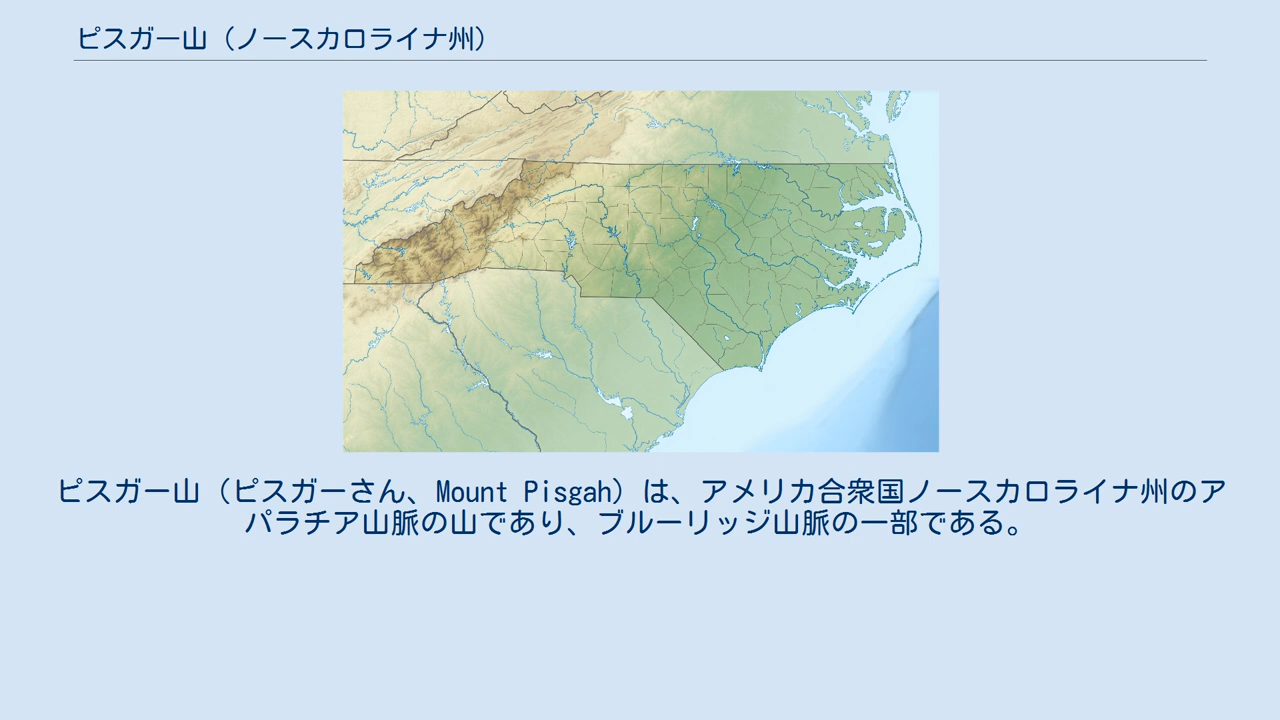 ピスガー山（ノースカロライナ州）
ピスガー山（ピスガーさん、Mount Pisgah）は、アメリカ合衆国ノースカロライナ州のア
パラチア山脈の山であり、ブルーリッジ山脈の一部である。